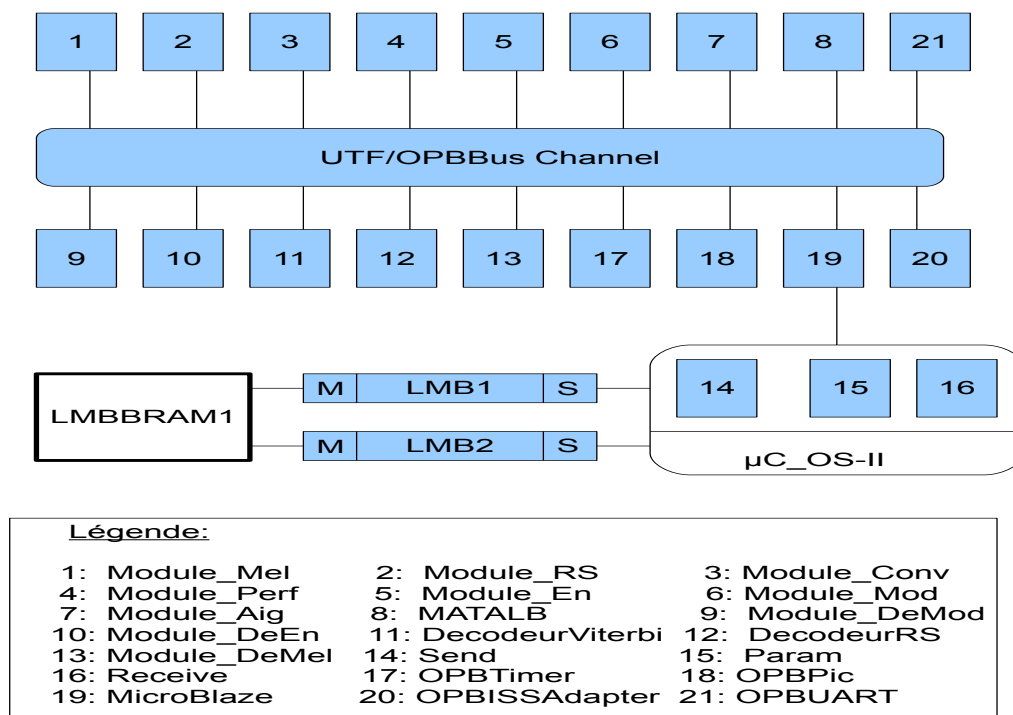 1 2 3 4 5 6 7 8 21
UTF/OPBBus Channel
9 10 11 12 13 17 18 19 20
LMBBRAM1
M LMB1 S
M LMB2 S
14 15 16
µC_OS-II
Légende:
1: Module_Mel 2: Module_RS 3: Module_Conv
4: Module_Perf 5: Module_En 6: Module_Mod
7: Module_Aig 8: MATALB 9: Module_DeMod
10: Module_DeEn 11: DecodeurViterbi 12: DecodeurRS
13: Module_DeMel 14: Send 15: Param
16: Receive 17: OPBTimer 18: OPBPic
19: MicroBlaze 20: OPBISSAdapter 21: OPBUART